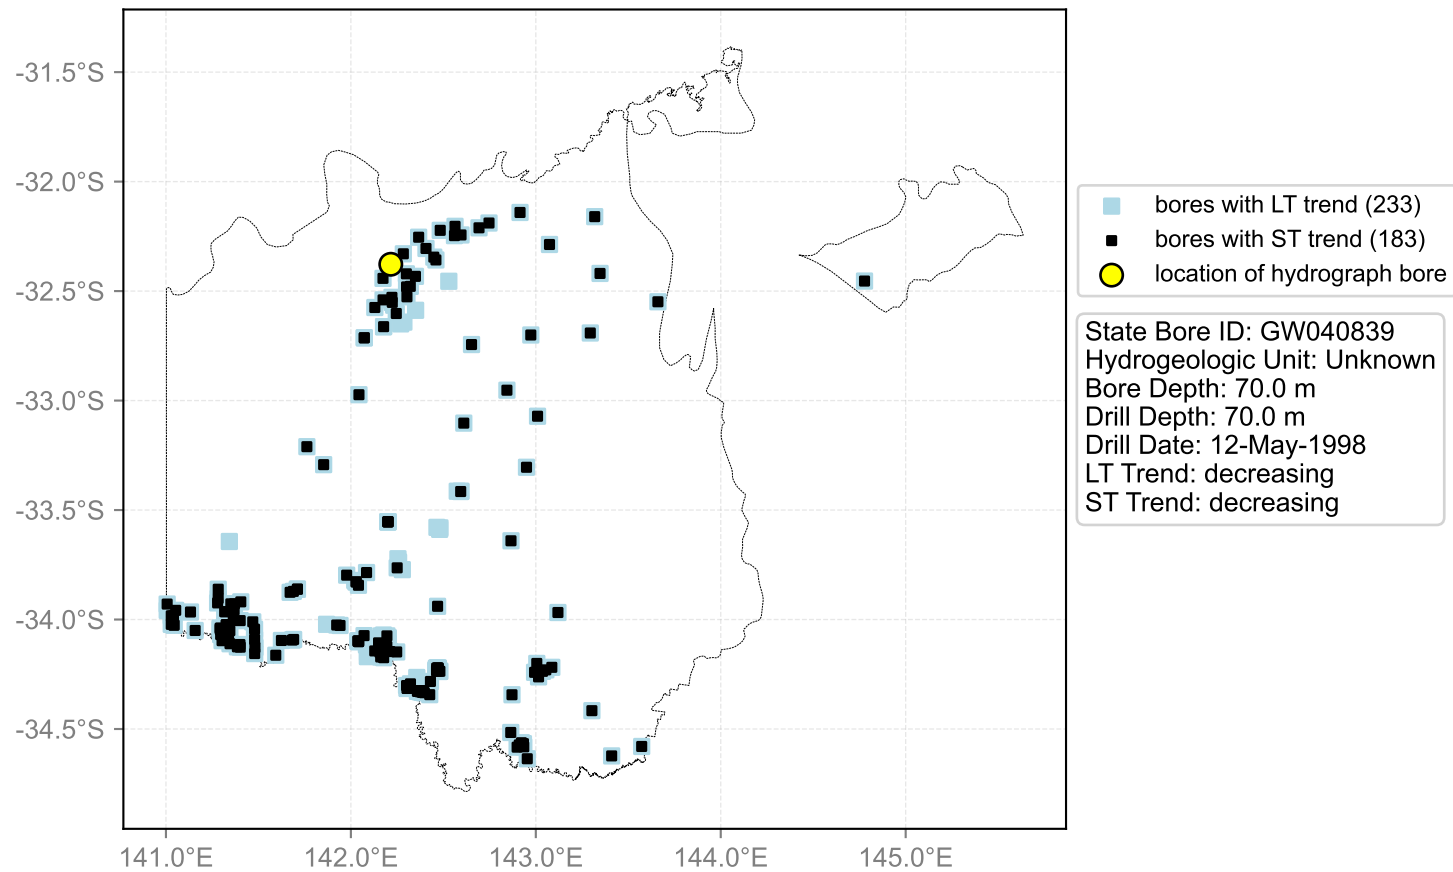 -31.5°S
-32.0°S
-32.5°S
-33.0°S
-33.5°S
-34.0°S
-34.5°S
141.0°E
142.0°E
143.0°E
144.0°E
145.0°E
bores with LT trend (233)
bores with ST trend (183)
location of hydrograph bore
State Bore ID: GW040839
Hydrogeologic Unit: Unknown
Bore Depth: 70.0 m
Drill Depth: 70.0 m
Drill Date: 12-May-1998
LT Trend: decreasing
ST Trend: decreasing